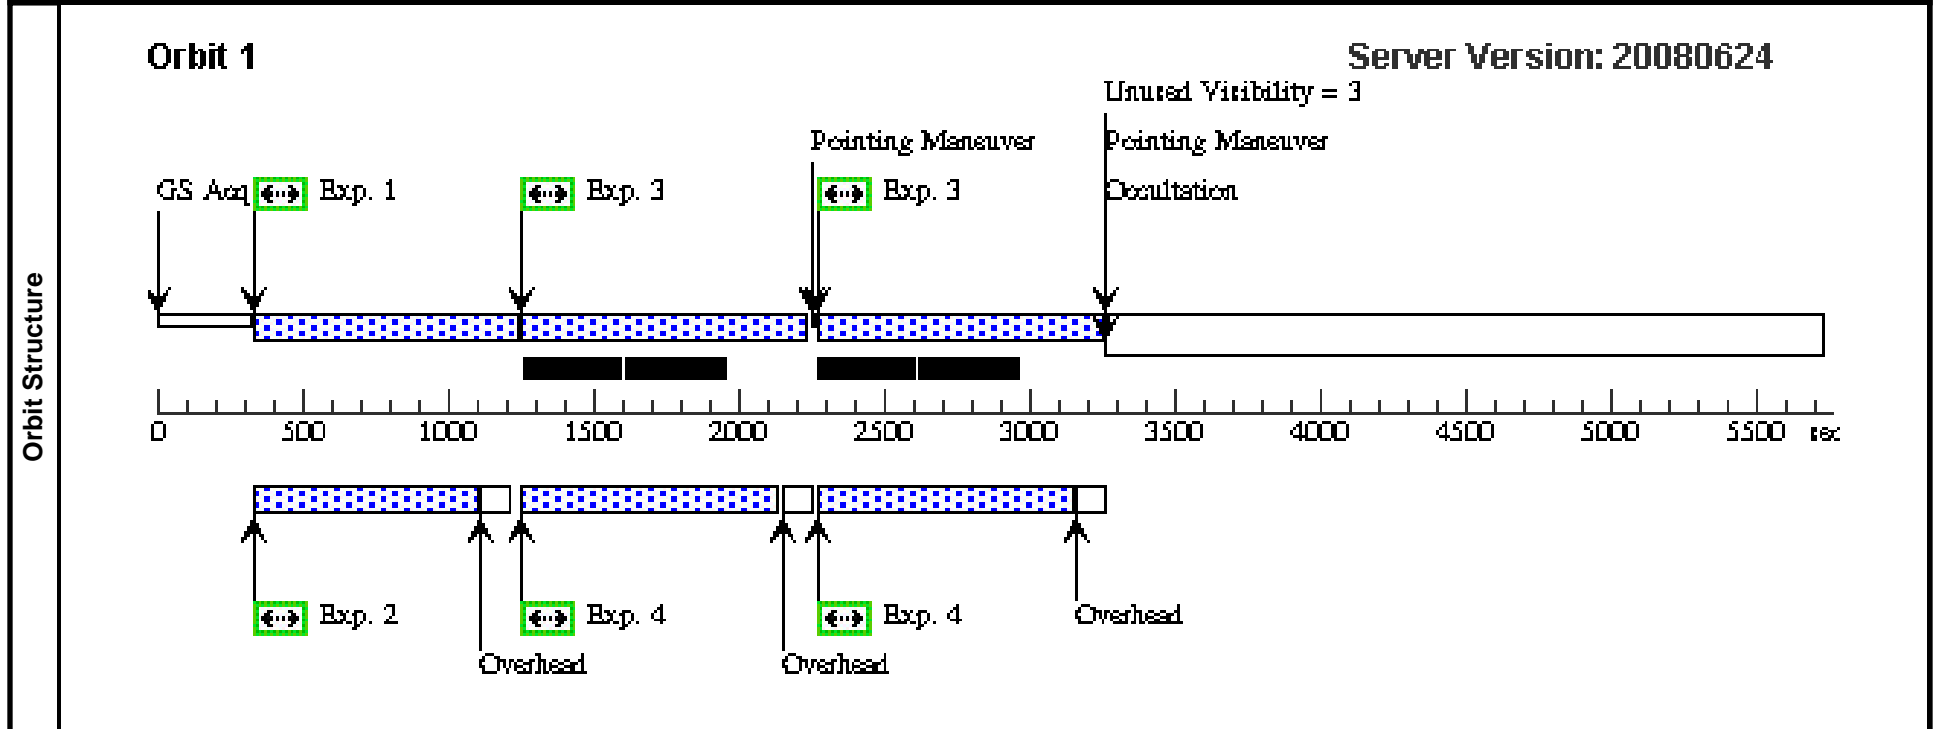 Orbit Structure
Orbit 1
Server Version: 20080624
Unused Visibility = 3
Pointing Maneuver
Pointing Maneuver
GS Acq
Exp. 1
Exp. 3
Exp. 3
Occultation
0 500 1000 1500 2000 2500 3000 3500 4000 4500 5000 5500 sec
Exp. 2
Exp. 4
Exp. 4
Overhead
Overhead
Overhead